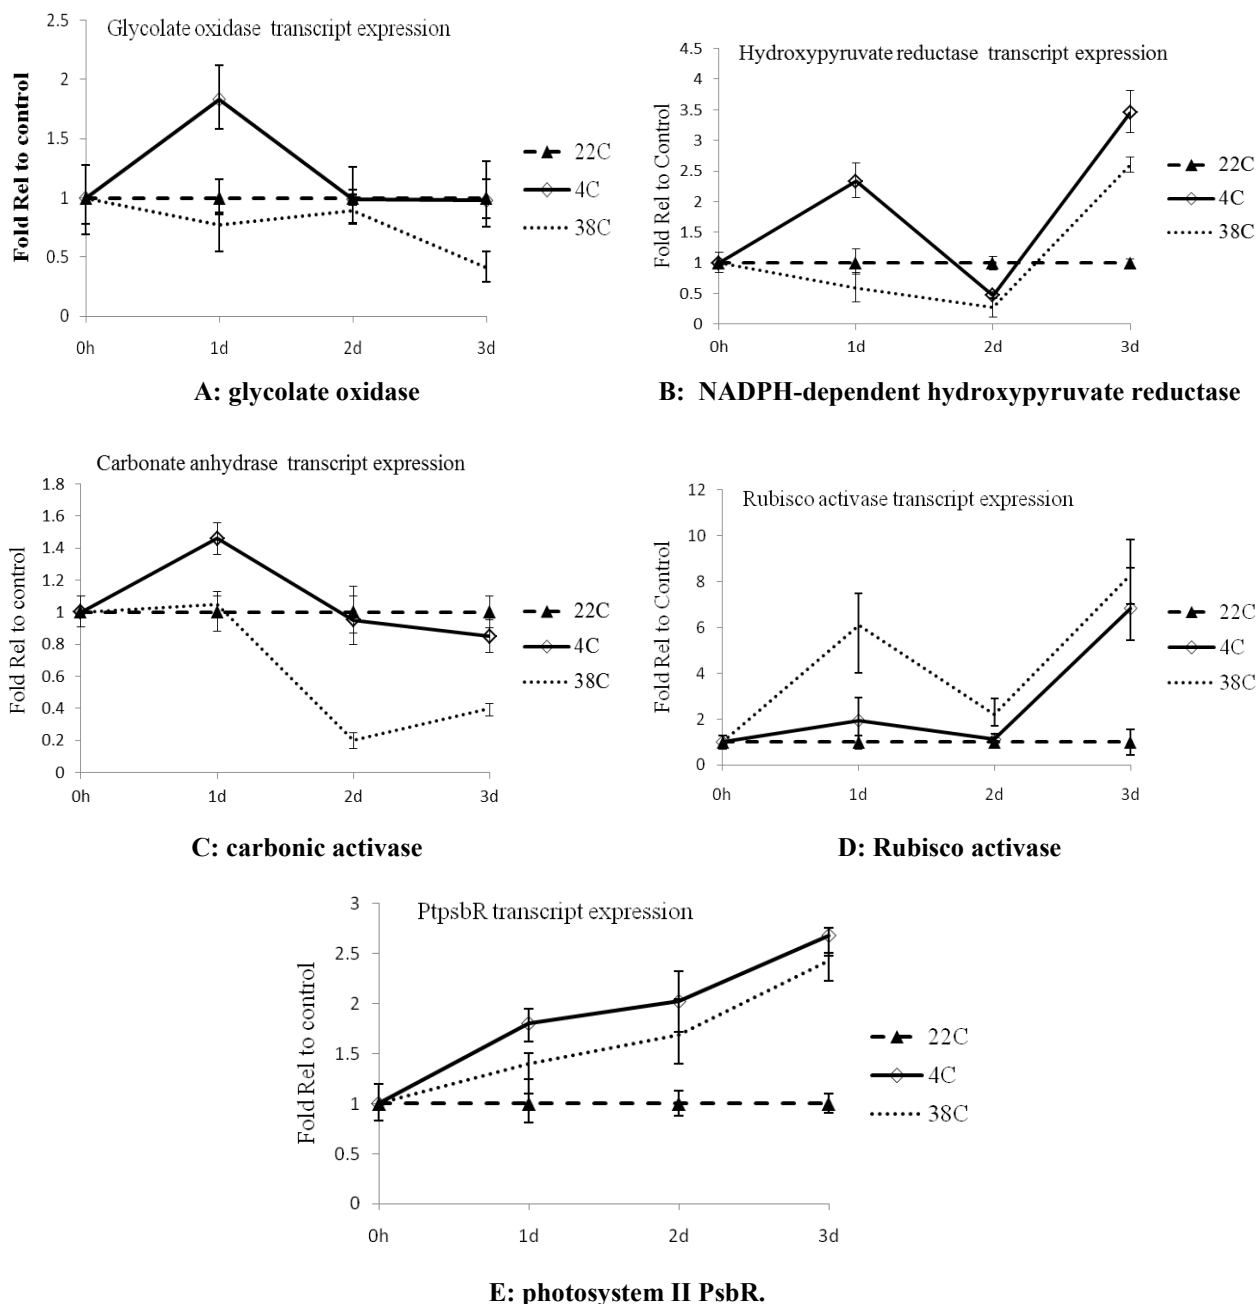 Glycolate oxidase transcript expression
Fold Rel to control
2.5
2
1.5
1
0.5
0
0h 1d 2d 3d
22C
4C
38C
A: glycolate oxidase
Hydroxypyruvate reductase transcript expression
Fold Rel to Control
4.5
4
3.5
3
2.5
2
1.5
1
0.5
0
0h 1d 2d 3d
22C
4C
38C
B: NADPH-dependent hydroxypyruvate reductase
Carbonate anhydrase transcript expression
Fold Rel to control
1.8
1.6
1.4
1.2
1
0.8
0.6
0.4
0.2
0
0h 1d 2d 3d
22C
4C
38C
C: carbonic activase
Rubisco activase transcript expression
Fold Rel to Control
12
10
8
6
4
2
0
0h 1d 2d 3d
22C
4C
38C
D: Rubisco activase
PtpsbR transcript expression
Fold Rel to control
3
2.5
2
1.5
1
0.5
0
0h 1d 2d 3d
22C
4C
38C
E: photosystem II PsbR.